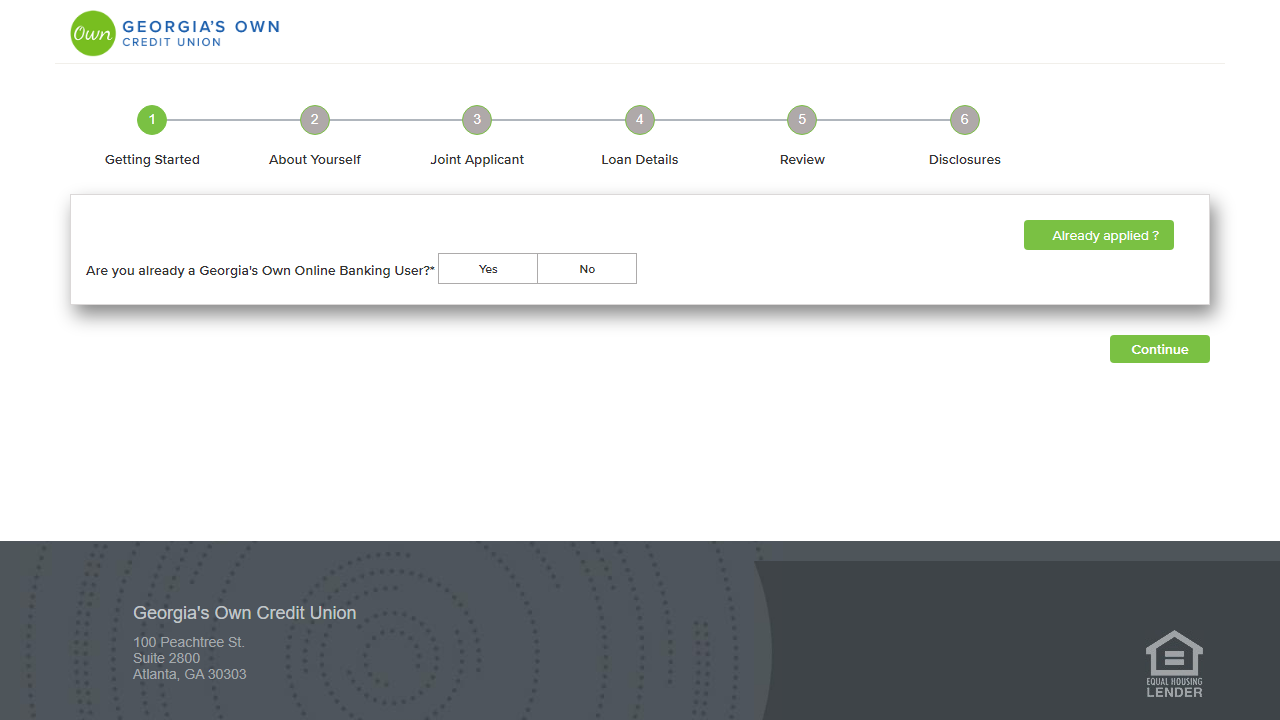 Own
GEORGIA'S OWN
CREDIT UNION
1
2
3
4
5
6
Getting Started
About Yourself
Joint Applicant
Loan Details
Review
Disclosures
Already applied ?
Are you already a Georgia's Own Online Banking User?*
Yes
No
Continue
Georgia's Own Credit Union
100 Peachtree St.
Suite 2800
Atlanta, GA 30303
EQUAL HOUSING
LENDER